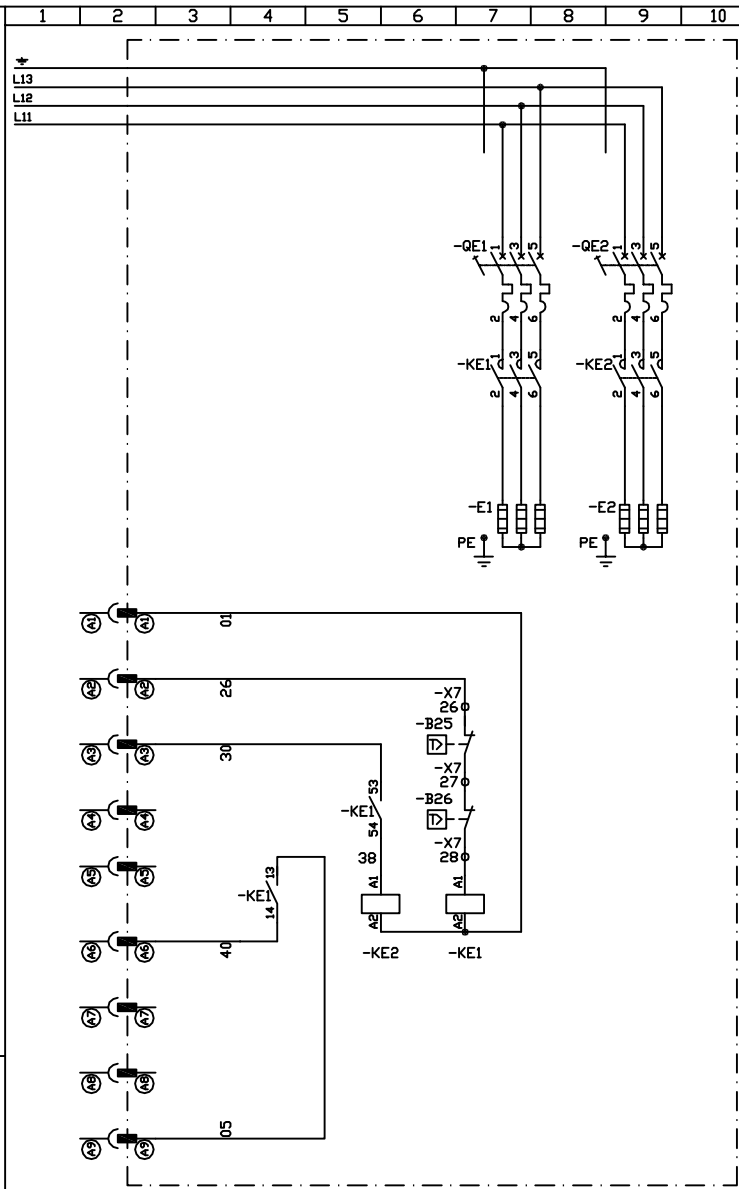 1 2 3 4 5 6 7 8 9 10
L13
L12
L11
-QE1 1 3 5
-QE2 1 3 5
2 4 6
2 4 6
-KE1 1 3 5
-KE2 1 3 5
2 4 6
2 4 6
-E1
-E2
PE
PE
A1 A1 01
A2 A2 26
-X7
26
-B25
T>
A3 A3 30
-X7
27
53
-KE1
54
-B26
T>
A4 A4
-X7
38
28
A5 A5
13
-KE1
14
A1
A2
A1
A2
A6 A6 40
-KE2
-KE1
A7 A7
A8 A8
A9 A9 05